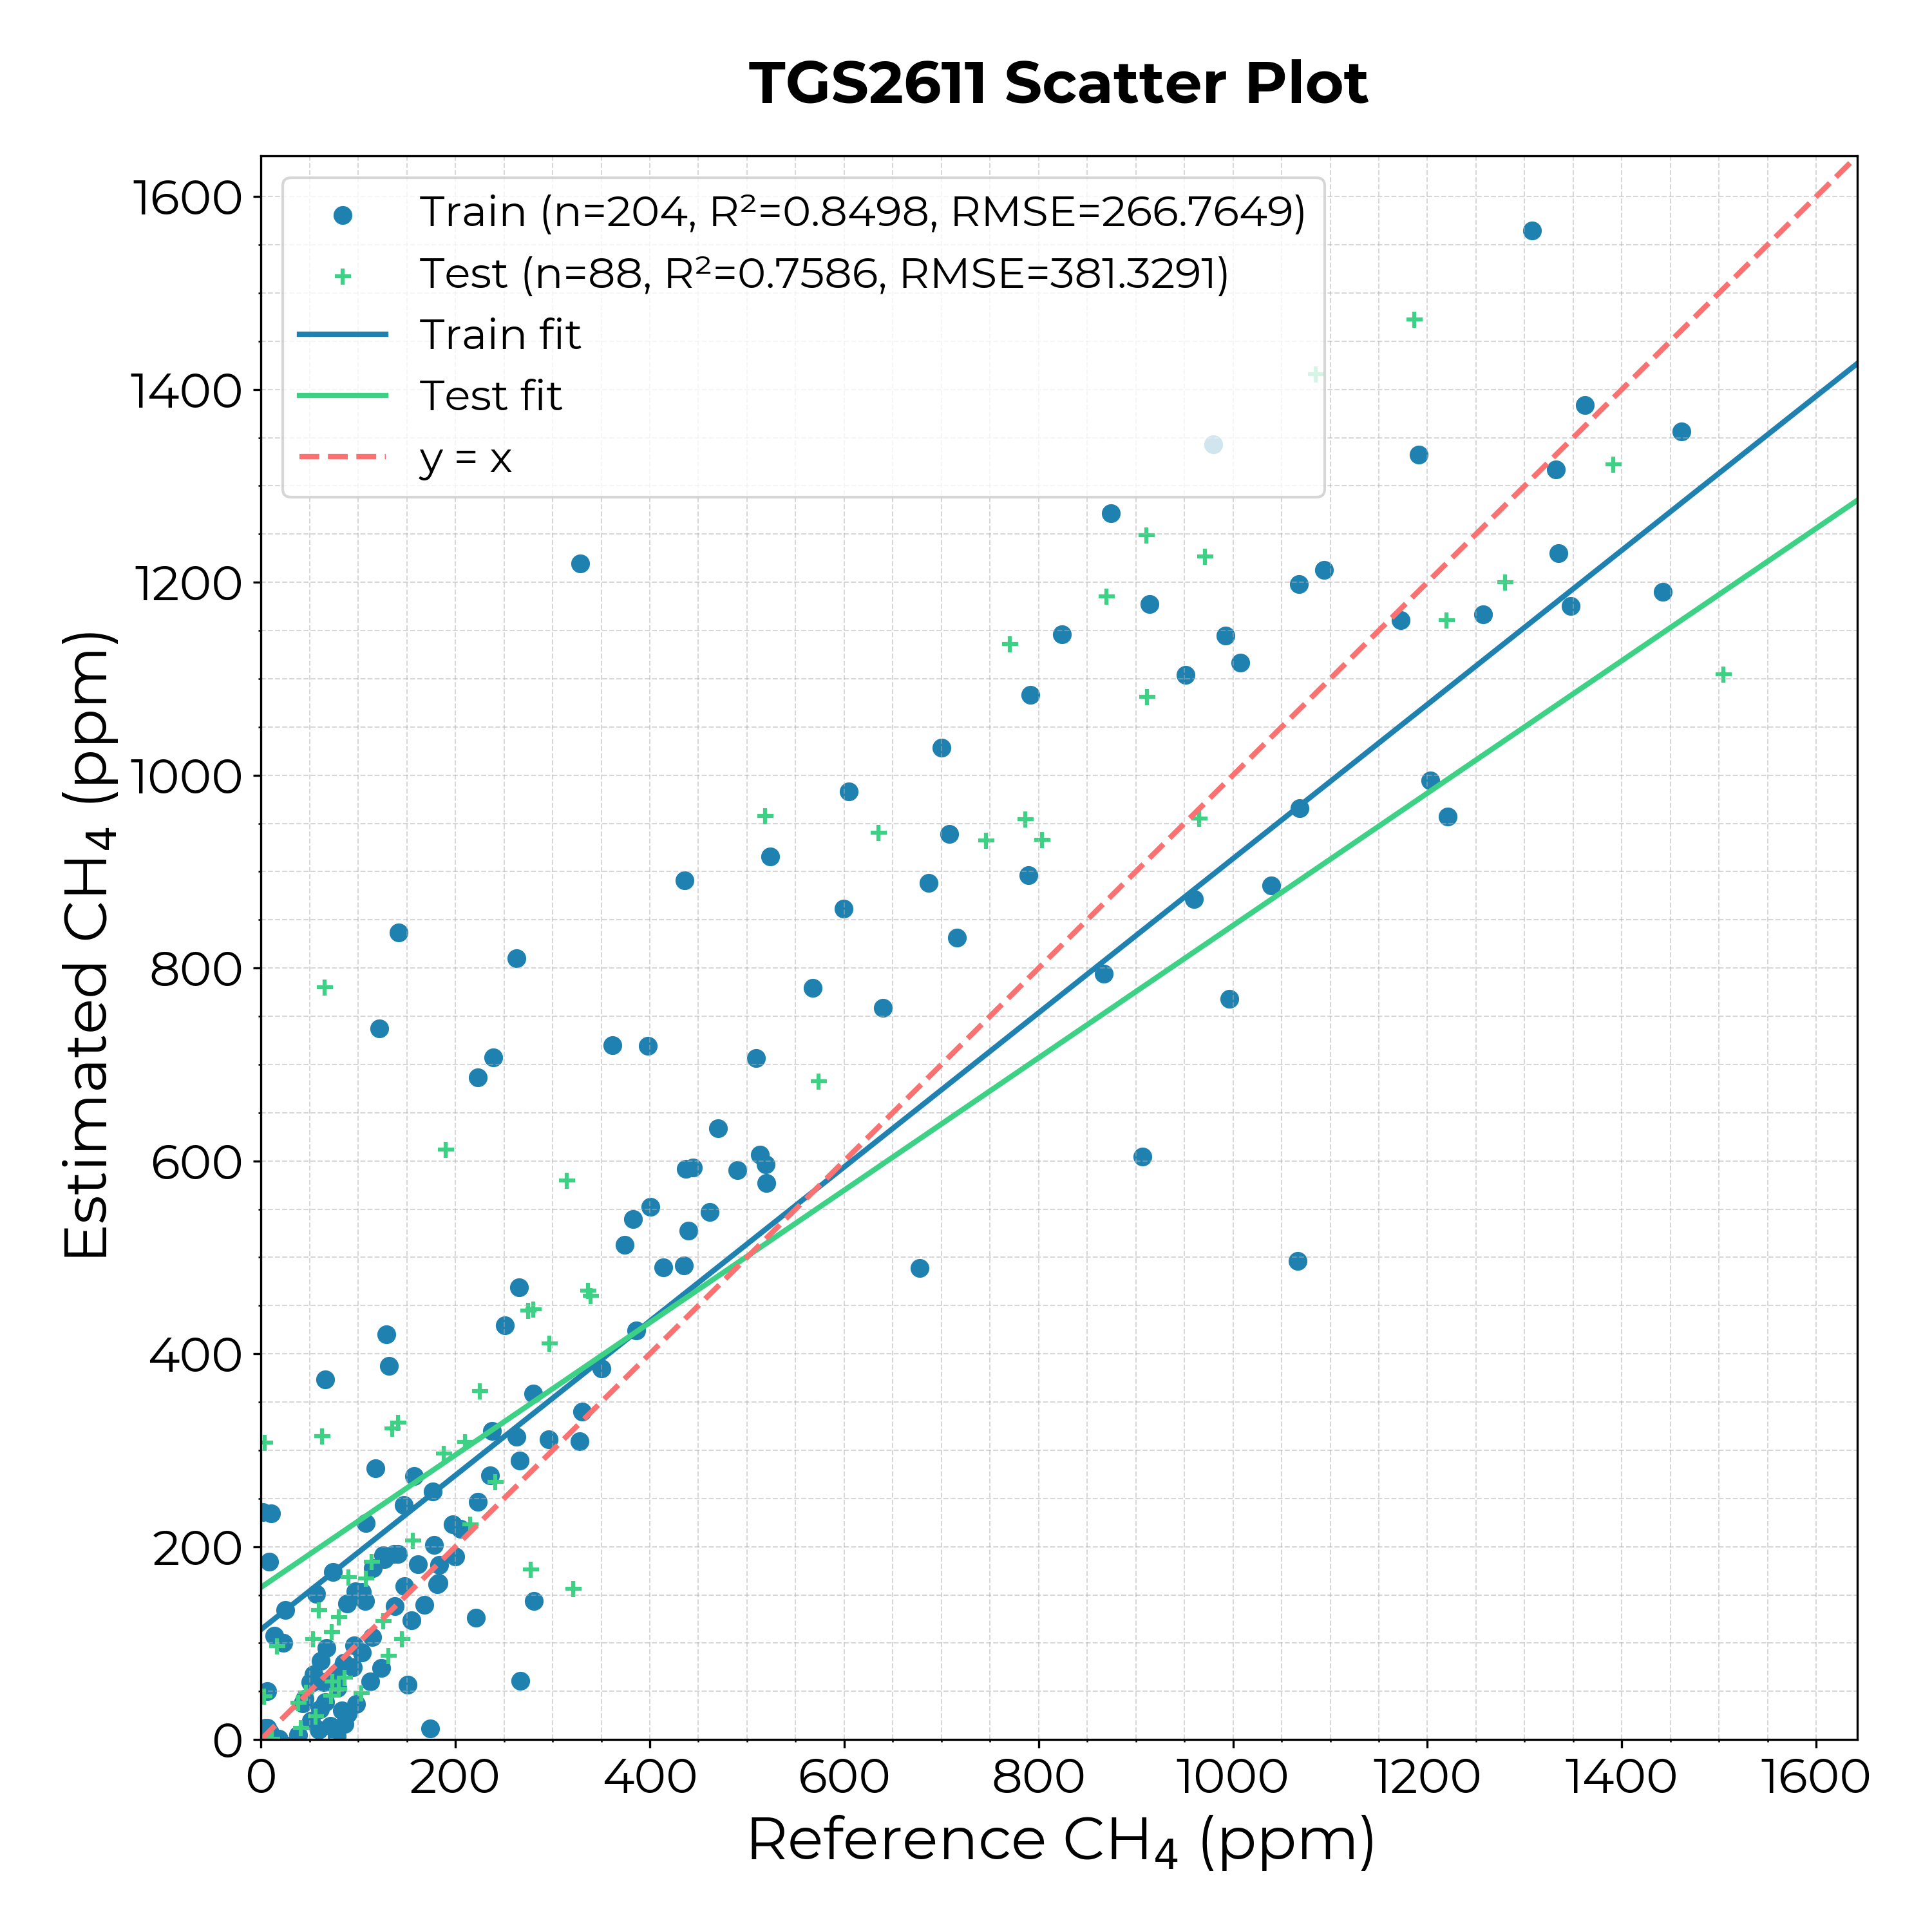 TGS2611 Scatter Plot
Train (n=204, R²=0.8498, RMSE=266.7649)
Test (n=88, R²=0.7586, RMSE=381.3291)
Train fit
Test fit
y = x
Estimated CH₄ (ppm)
1600
1400
1200
1000
800
600
400
200
0
0 200 400 600 800 1000 1200 1400 1600
Reference CH₄ (ppm)